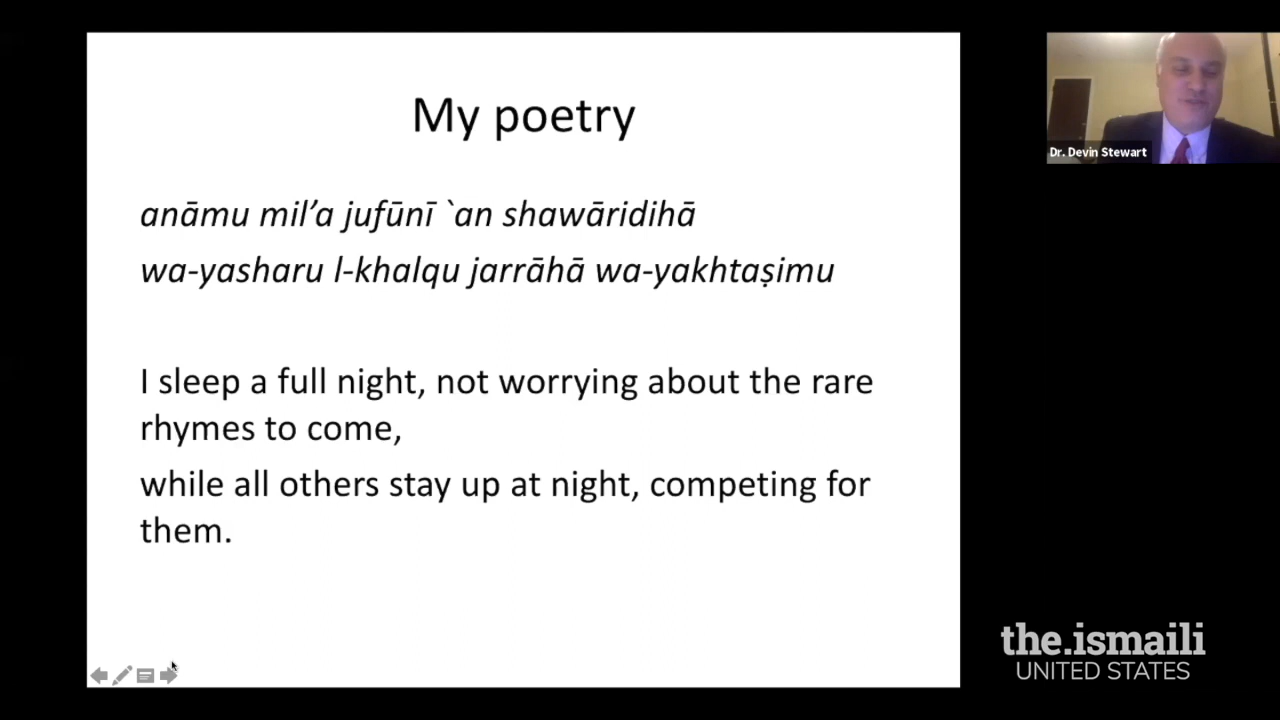 My poetry
anāmu mil’a jufūnī `an shawāridihā
wa-yasharu l-khalqu jarrāhā wa-yakhtaṣimu
I sleep a full night, not worrying about the rare
rhymes to come,
while all others stay up at night, competing for
them.
Dr. Devin Stewart
the.ismaili
UNITED STATES